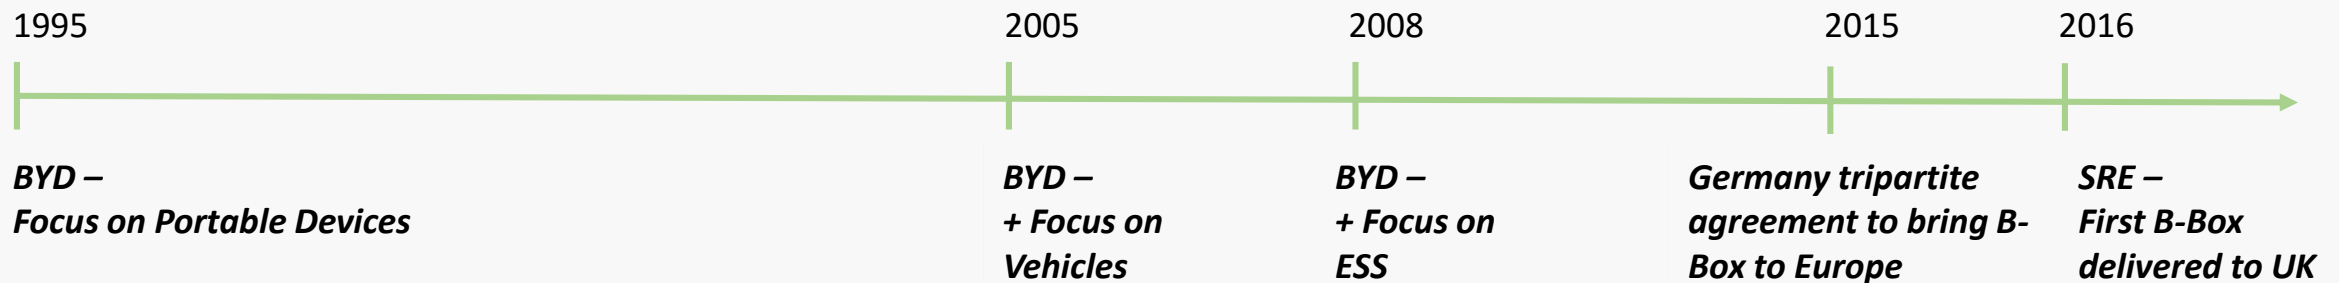 1995
2005
2008
2015
2016
BYD –
Focus on Portable Devices
BYD –
+ Focus on
Vehicles
BYD –
+ Focus on
ESS
Germany tripartite
agreement to bring B-
Box to Europe
SRE –
First B-Box
delivered to UK